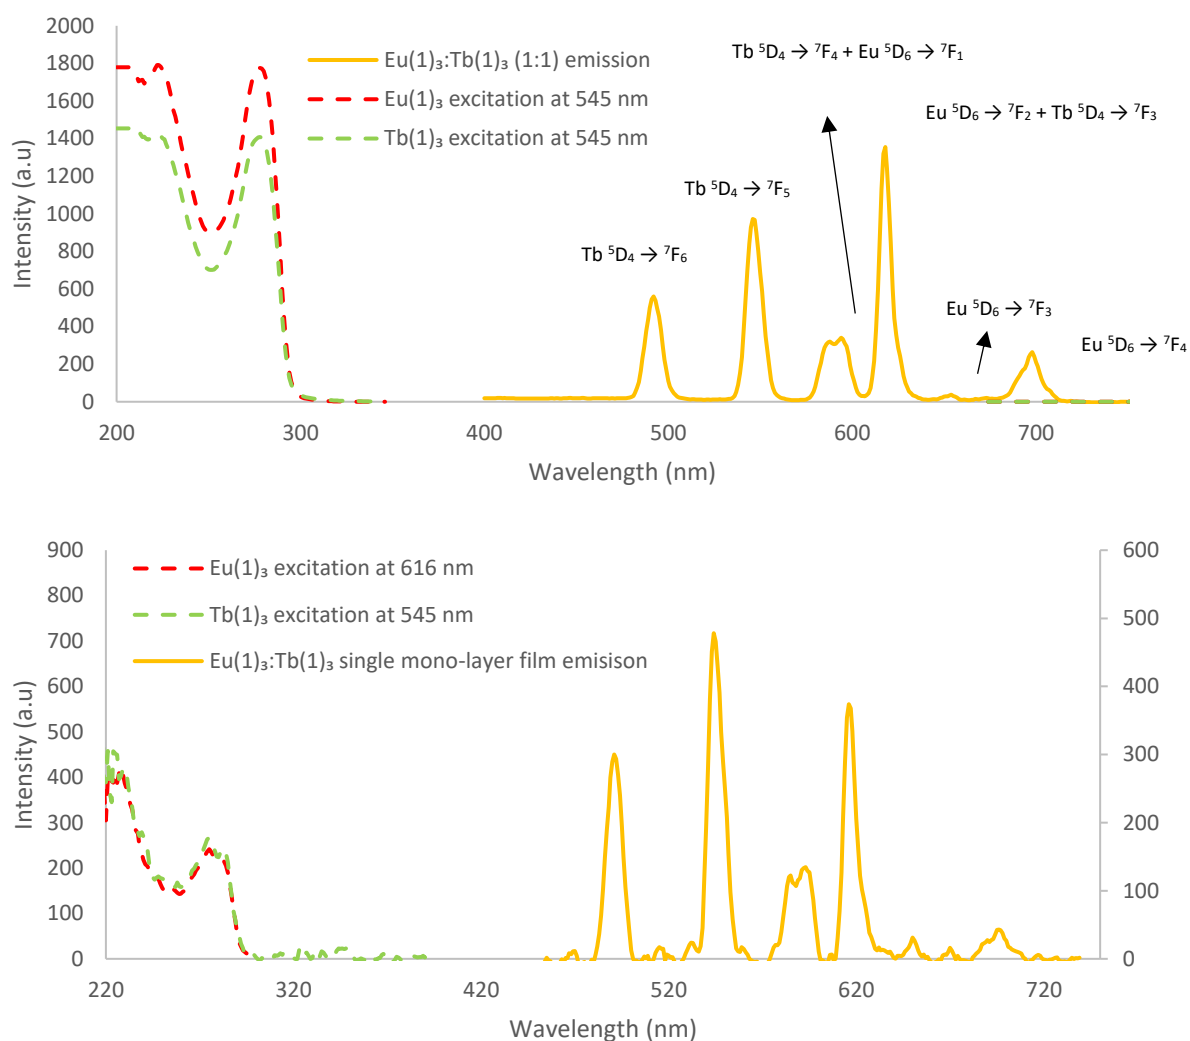 2000
1800
1600
1400
1200
1000
800
600
400
200
0
Intensity (a.u)
Eu(1)₃:Tb(1)₃ (1:1) emission
Eu(1)₃ excitation at 545 nm
Tb(1)₃ excitation at 545 nm
Tb ⁵D₄ → ⁷F₄ + Eu ⁵D₆ → ⁷F₁
Eu ⁵D₆ → ⁷F₂ + Tb ⁵D₄ → ⁷F₃
Tb ⁵D₄ → ⁷F₅
Tb ⁵D₄ → ⁷F₆
Eu ⁵D₆ → ⁷F₃
Eu ⁵D₆ → ⁷F₄
200 300 400 500 600 700
Wavelength (nm)
900
800
700
600
500
400
300
200
100
0
Intensity (a.u)
Eu(1)₃ excitation at 616 nm
Tb(1)₃ excitation at 545 nm
Eu(1)₃:Tb(1)₃ single mono-layer film emisison
600
500
400
300
200
100
0
220 320 420 520 620 720
Wavelength (nm)